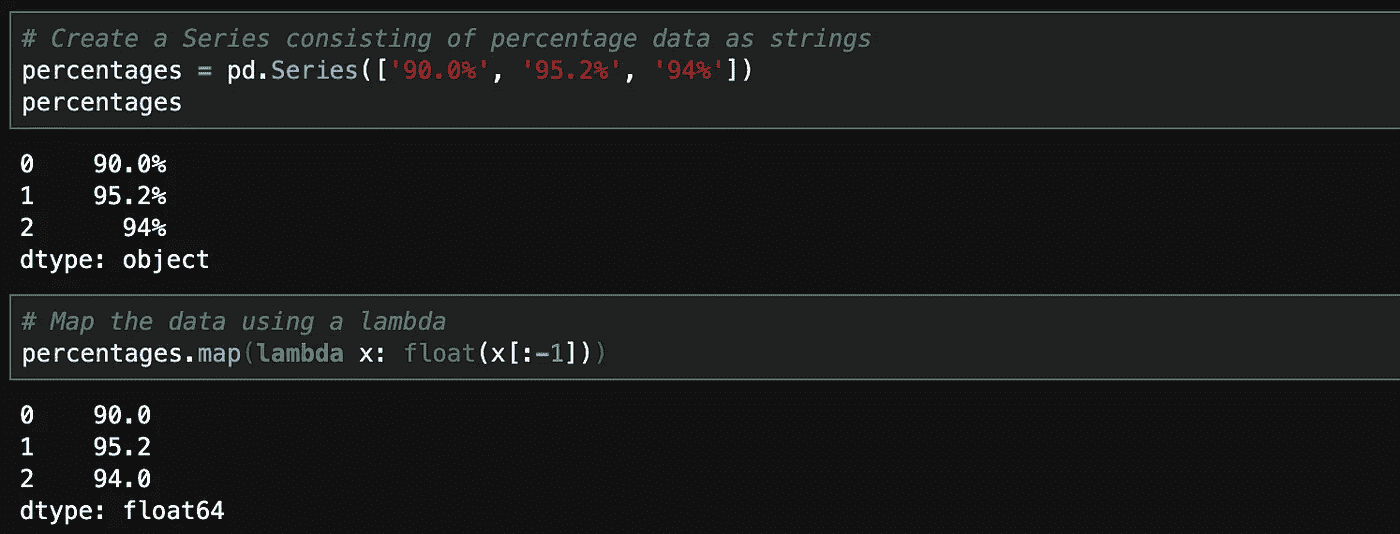 # Create a Series consisting of percentage data as strings
percentages = pd.Series(['90.0%', '95.2%', '94%'])
percentages
0    90.0%
1    95.2%
2      94%
dtype: object
# Map the data using a lambda
percentages.map(lambda x: float(x[:-1]))
0    90.0
1    95.2
2    94.0
dtype: float64